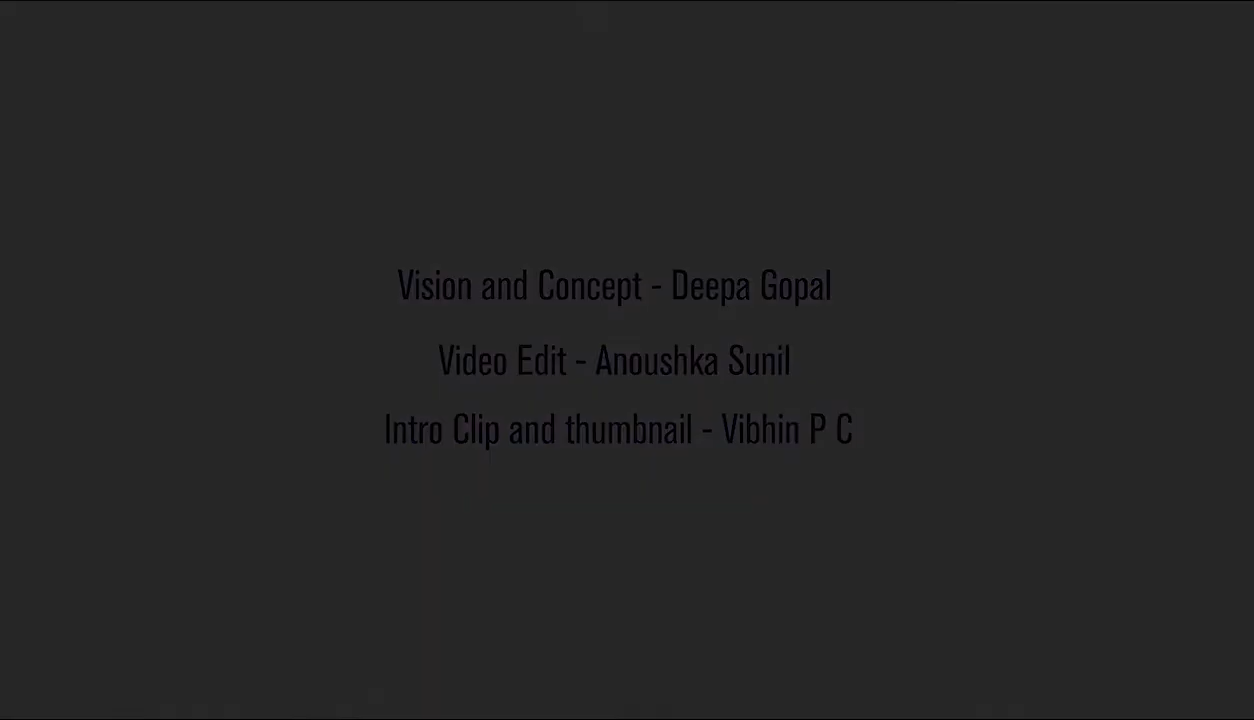 Vision and Concept - Deepa Gopal
Video Edit - Anoushka Sunil
Intro Clip and thumbnail - Vibhin P C